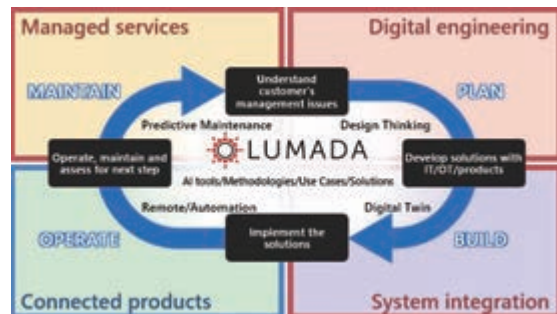 Managed services
Digital engineering
MAINTAIN
Understand
customer's
management issues
PLAN
Predictive Maintenance
Design Thinking
Operate, maintain and
assess for next step
LUMADA
Develop solutions with
IT/OT/products
AI tools/Methodologies/Use Cases/Solutions
Remote/Automation
Digital Twin
OPERATE
Implement the
solutions
BUILD
Connected products
System integration